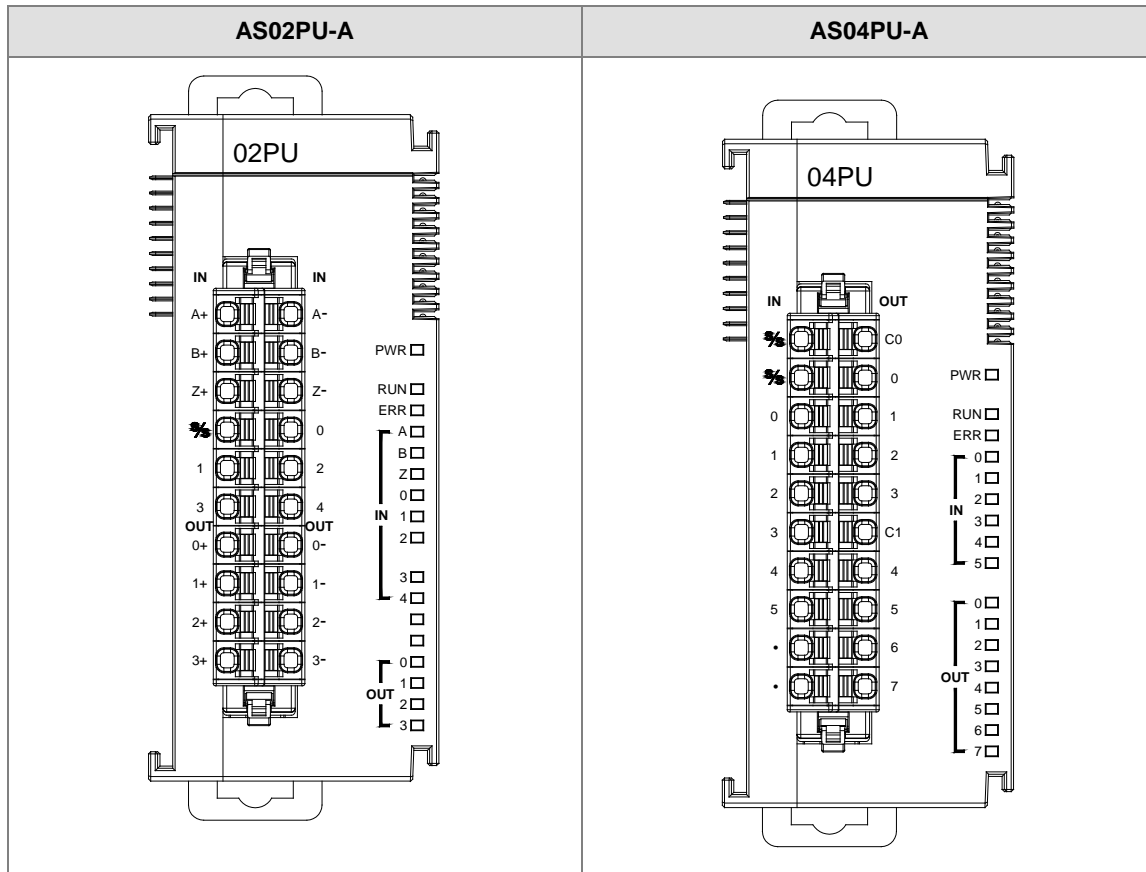 AS02PU-A AS04PU-A
02PU
IN IN
A+ A-
B+ B-
Z+ Z-
S/S 0
1 2
3 4
OUT OUT
0+ 0-
1+ 1-
2+ 2-
3+ 3-
PWR
RUN
ERR
A
B
Z
0
IN
1
2
3
4
0
1
OUT
2
3
04PU
IN OUT
S/S C0
S/S 0
0 1
1 2
2 3
3 C1
4 4
5 5
• 6
• 7
PWR
RUN
ERR
0
1
2
IN
3
4
5
0
1
2
3
OUT
4
5
6
7